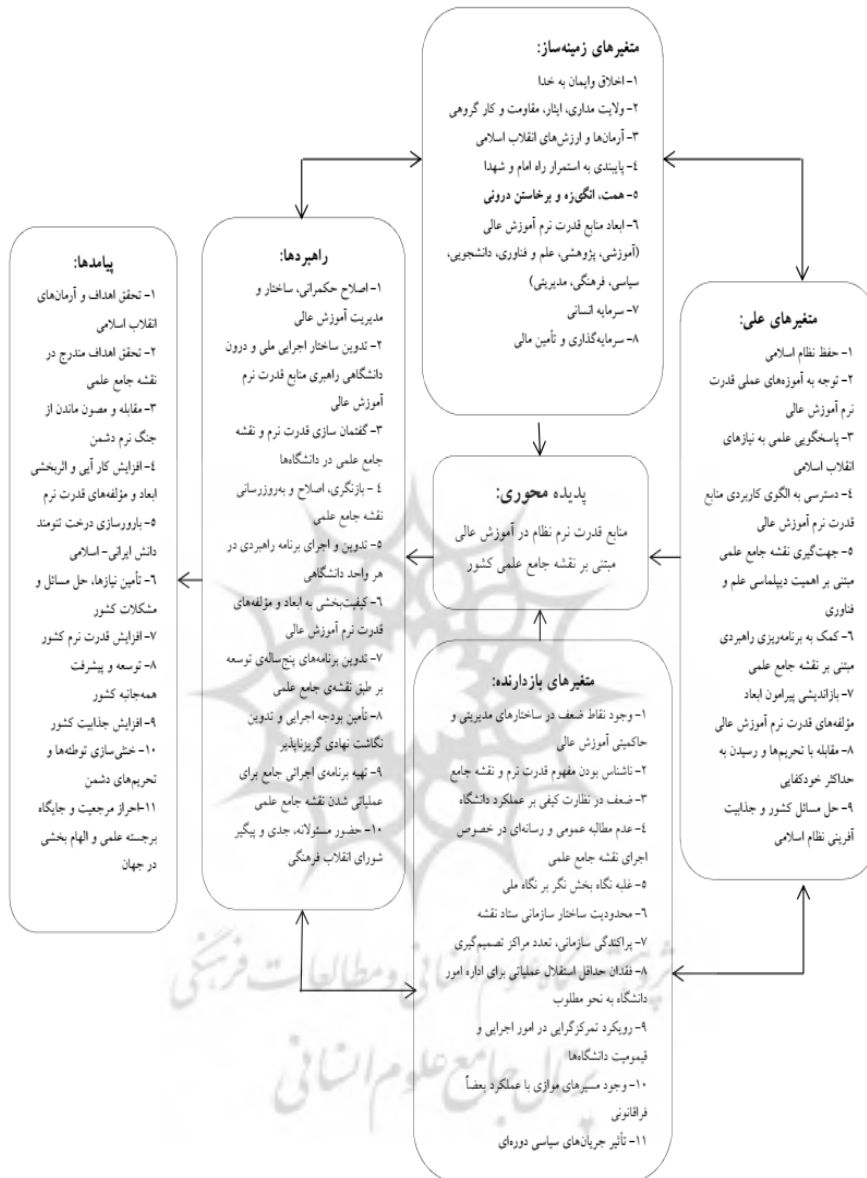 متغیرهای زمینه‌ساز:
۱- اخلاق وایمان به خدا
۲- ولایت مداری، ایثار، مقاومت و کار گروهی
۳- آرمان‌ها و ارزش‌های انقلاب اسلامی
۴- پایبندی به استمرار راه امام و شهدا
۵- همت، انگی‌زه و برخاستن درونی
۶- ابعاد منابع قدرت نرم آموزش عالی
(آموزشی، پژوهشی، علم و فناوری، دانشجویی،
سیاسی، فرهنگی، مدیریتی)
۷- سرمایه انسانی
۸- سرمایه‌گذاری و تأمین مالی
متغیرهای علی:
۱- حفظ نظام اسلامی
۲- توجه به آموزه‌های عملی قدرت
نرم آموزش عالی
۳- پاسخگویی علمی به نیازهای
انقلاب اسلامی
۴- دسترسی به الگوی کاربردی منابع
قدرت نرم آموزش عالی
۵- جهت‌گیری نقشه جامع علمی
مبتنی بر اهمیت دیپلماسی علم و
فناوری
۶- کمک به برنامه‌ریزی راهبردی
مبتنی بر نقشه جامع علمی
۷- بازاندیشی پیرامون ابعاد
مؤلفه‌های قدرت نرم آموزش عالی
۸- مقابله با تحریم‌ها و رسیدن به
حداکثر خودکفایی
۹- حل مسائل کشور و جذابیت
آفرینی نظام اسلامی
پدیده محوری:
منابع قدرت نرم نظام در آموزش عالی
مبتنی بر نقشه جامع علمی کشور
متغیرهای بازدارنده:
۱- وجود نقاط ضعف در ساختارهای مدیریتی و
حاکمیتی آموزش عالی
۲- ناشناس بودن مفهوم قدرت نرم و نقشه جامع
۳- ضعف در نظارت کیفی بر عملکرد دانشگاه
۴- عدم مطالبه عمومی و رسانه‌ای در خصوص
اجرای نقشه جامع علمی
۵- غلبه نگاه بخش نگر بر نگاه ملی
۶- محدودیت ساختار سازمانی ستاد نقشه
۷- پراکندگی سازمانی، تعدد مراکز تصمیم‌گیری
۸- فقدان حداقل استقلال عملیاتی برای اداره امور
دانشگاه به نحو مطلوب
۹- رویکرد تمرکزگرایی در امور اجرایی و
قیمومیت دانشگاه‌ها
۱۰- وجود مسیرهای موازی با عملکرد بعضاً
فراقانونی
۱۱- تأثیر جریان‌های سیاسی دوره‌ای
راهبردها:
۱- اصلاح حکمرانی، ساختار و
مدیریت آموزش عالی
۲- تدوین ساختار اجرایی ملی و درون
دانشگاهی راهبری منابع قدرت نرم
آموزش عالی
۳- گفتمان سازی قدرت نرم و نقشه
جامع علمی در دانشگاه‌ها
۴- بازنگری، اصلاح و به‌روزرسانی
نقشه جامع علمی
۵- تدوین و اجرای برنامه راهبردی در
هر واحد دانشگاهی
۶- کیفیت‌بخشی به ابعاد و مؤلفه‌های
قدرت نرم آموزش عالی
۷- تدوین برنامه‌های پنج‌ساله‌ی توسعه
بر طبق نقشه‌ی جامع علمی
۸- تأمین بودجه اجرایی و تدوین
نگاشت نهادی گریزناپذیر
۹- تهیه برنامه‌ی اجرائی جامع برای
عملیاتی شدن نقشه جامع علمی
۱۰- حضور مسئولانه، جدی و پیگیر
شورای انقلاب فرهنگی
پیامدها:
۱- تحقق اهداف و آرمان‌های
انقلاب اسلامی
۲- تحقق اهداف مندرج در
نقشه جامع علمی
۳- مقابله و مصون ماندن از
جنگ نرم دشمن
۴- افزایش کار آیی و اثربخشی
ابعاد و مؤلفه‌های قدرت نرم
۵- بارورسازی درخت تنومند
دانش ایرانی- اسلامی
۶- تأمین نیازها، حل مسائل و
مشکلات کشور
۷- افزایش قدرت نرم کشور
۸- توسعه و پیشرفت
همه‌جانبه کشور
۹- افزایش جذابیت کشور
۱۰- خنثی‌سازی توطئه‌ها و
تحریم‌های دشمن
۱۱-احراز مرجعیت و جایگاه
برجسته علمی و الهام بخشی
در جهان
پژوهشگاه علوم انسانی و مطالعات فرهنگی
پرتال جامع علوم انسانی